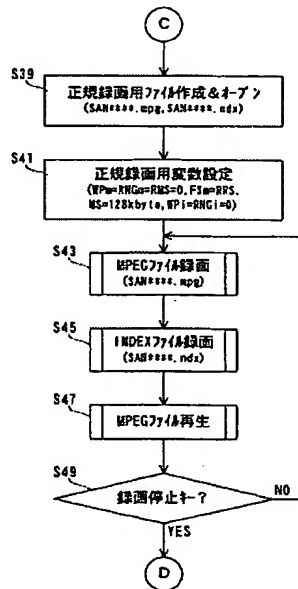 C
S39
正規録画用ファイル作成&オープン
(SAN****.mpg,SAN****.ndx)
S41
正規録画用変数設定
(WPm=RNGm=RMS=0,FSm=RRS、
MS=128kbyte,WPi=RNGi=0)
S43
MPEGファイル録画
(SAN****.mpg)
S45
INDEXファイル録画
(SAN****.ndx)
S47
MPEGファイル再生
S49
録画停止キー?
NO
YES
D